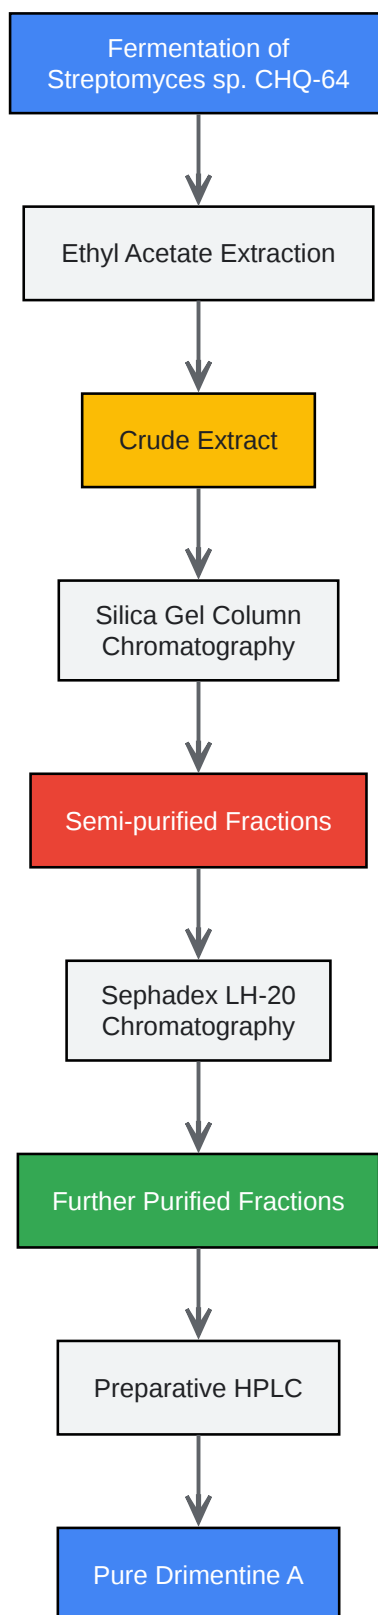 Fermentation of
Streptomyces sp. CHQ-64
Ethyl Acetate Extraction
Crude Extract
Silica Gel Column
Chromatography
Semi-purified Fractions
Sephadex LH-20
Chromatography
Further Purified Fractions
Preparative HPLC
Pure Drimentine A